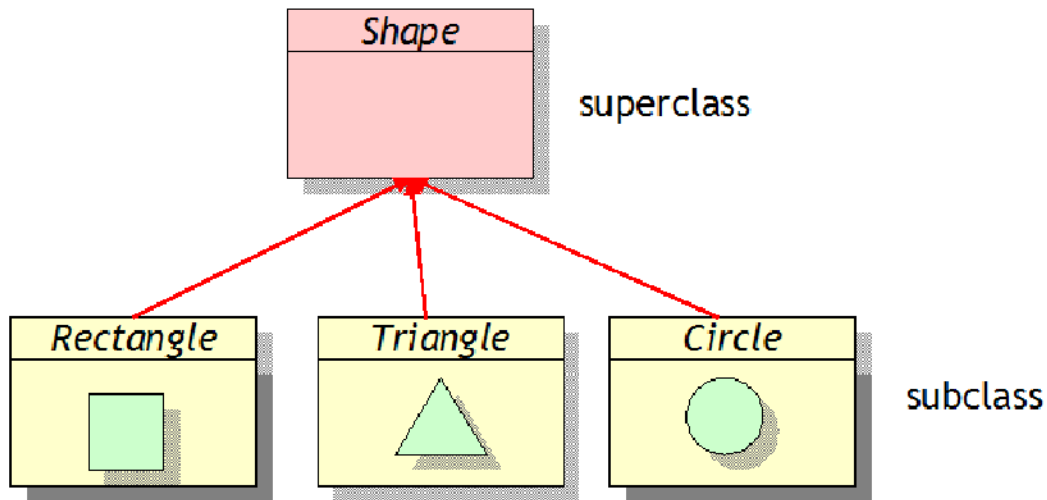 Shape
superclass
Rectangle
Triangle
Circle
subclass